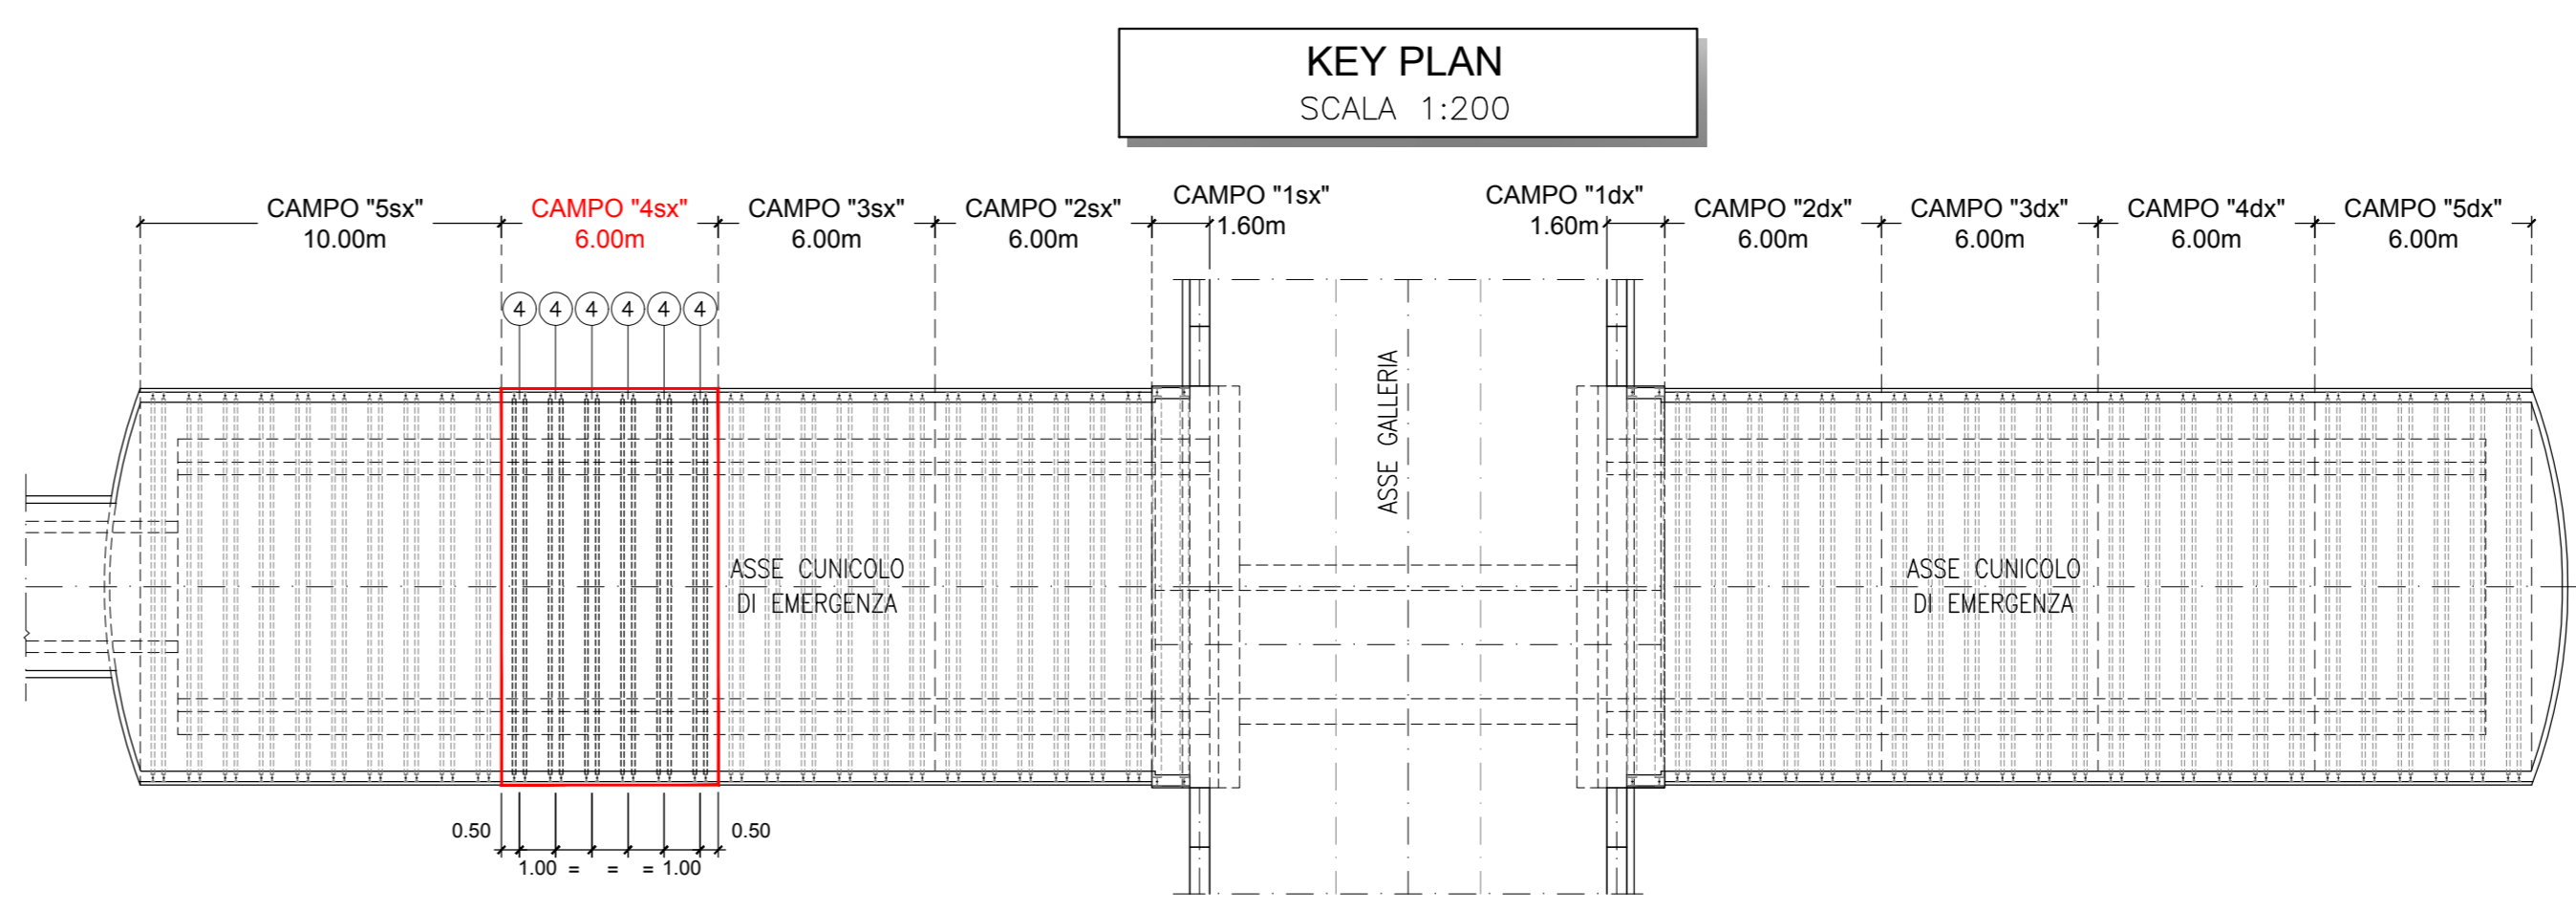 KEY PLAN
SCALA 1:200
CAMPO "5sx"
10.00m
CAMPO "4sx"
6.00m
CAMPO "3sx"
6.00m
CAMPO "2sx"
6.00m
CAMPO "1sx"
1.60m
CAMPO "1dx"
1.60m
CAMPO "2dx"
6.00m
CAMPO "3dx"
6.00m
CAMPO "4dx"
6.00m
CAMPO "5dx"
6.00m
4 4 4 4 4 4
ASSE GALLERIA
ASSE CUNICOLO
DI EMERGENZA
ASSE CUNICOLO
DI EMERGENZA
0.50 0.50
1.00 = = = 1.00